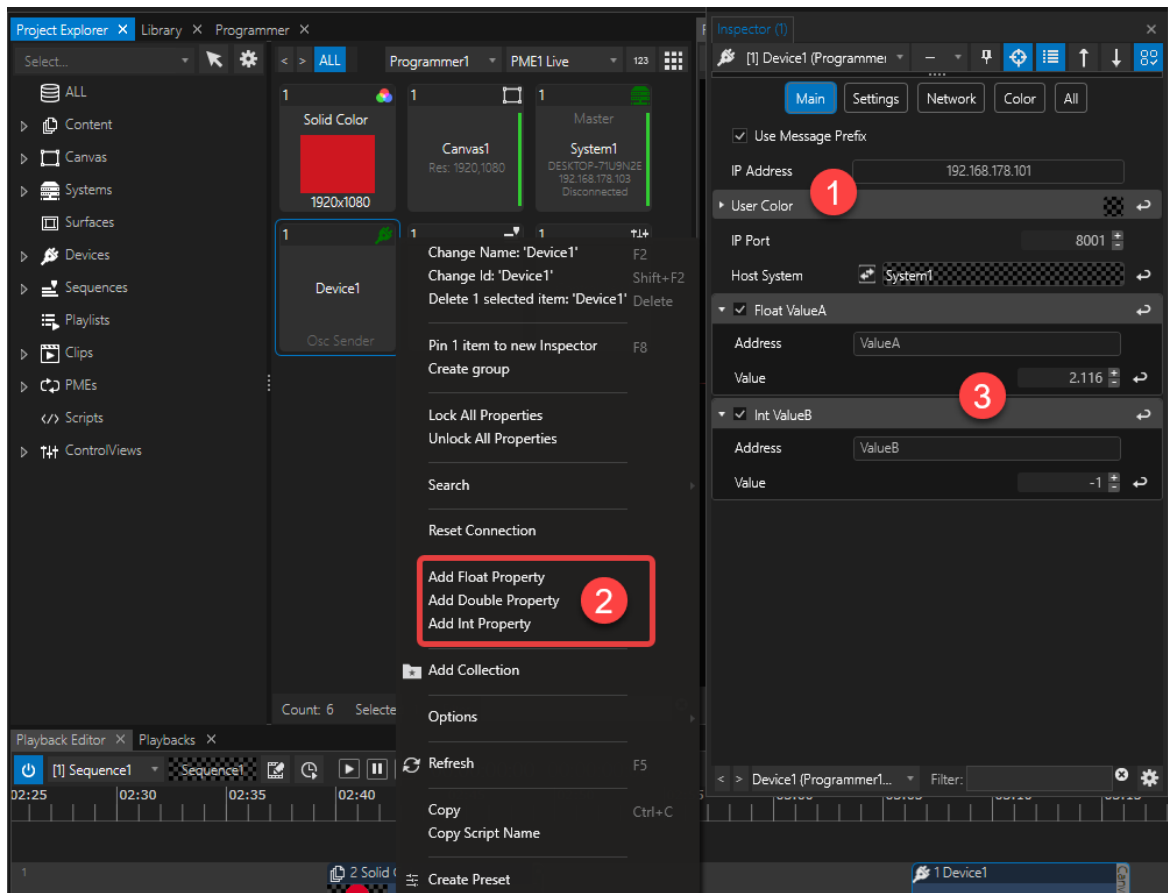 Project Explorer
Library
Programmer
Select...
ALL
Content
Canvas
Systems
Surfaces
Devices
Sequences
Playlists
Clips
PMEs
Scripts
ControlViews
< > ALL
Programmer1
PME1 Live
123
1
Solid Color
1920x1080
1
Canvas1
Res: 1920,1080
1
Master
System1
DESKTOP-71U9N2E
192.168.178.103
Disconnected
1
Device1
Osc Sender
1
1
Change Name: 'Device1' F2
Change Id: 'Device1' Shift+F2
Delete 1 selected item: 'Device1' Delete
Pin 1 item to new Inspector F8
Create group
Lock All Properties
Unlock All Properties
Search
Reset Connection
Add Float Property
Add Double Property
Add Int Property
2
Add Collection
Options
Refresh F5
Copy Ctrl+C
Copy Script Name
Create Preset
Count: 6
Inspector (1)
[1] Device1 (Programmer
Main
Settings
Network
Color
All
Use Message Prefix
IP Address 192.168.178.101
1
User Color
IP Port 8001
Host System System1
Float ValueA
Address ValueA
Value 2.116
3
Int ValueB
Address ValueB
Value -1
< > Device1 (Programmer1... Filter:
Playback Editor
Playbacks
[1] Sequence1
Sequence1
02:25 02:30 02:35 02:40
1
2 Solid
1 Device1